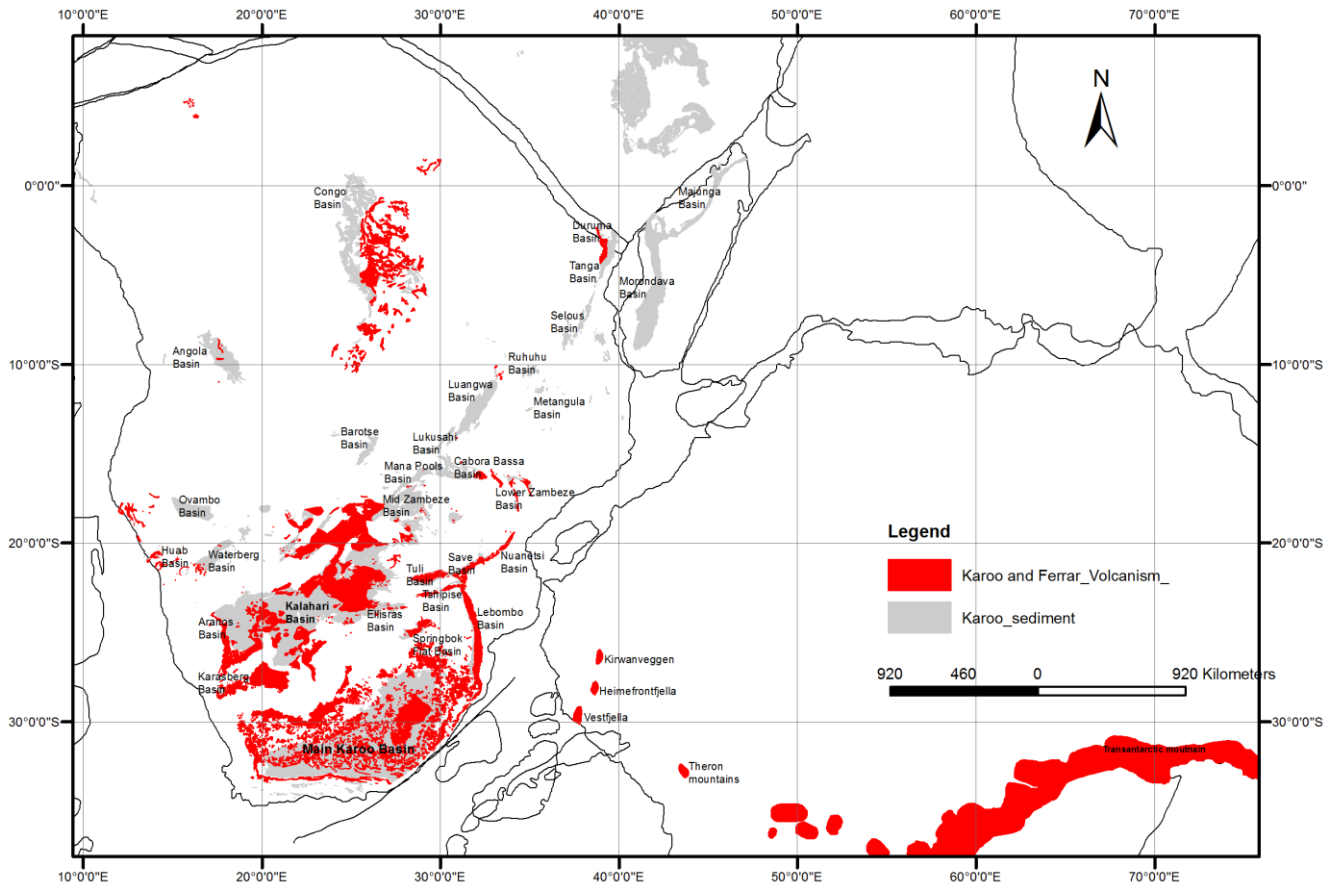 10°0'0"E
20°0'0"E
30°0'0"E
40°0'0"E
50°0'0"E
60°0'0"E
70°0'0"E
N
0°0'0"
0°0'0"
Congo
Basin
Majunga
Basin
Duruma
Basin
Tanga
Basin
Morondava
Basin
Selous
Basin
Angola
Basin
Ruhuhu
Basin
10°0'0"S
10°0'0"S
Luangwa
Basin
Metangula
Basin
Barotse
Basin
Lukusahi
Basin
Mana Pools
Basin
Cabora Bassa
Basin
Ovambo
Basin
Mid Zambeze
Basin
Lower Zambeze
Basin
20°0'0"S
20°0'0"S
Huab
Basin
Waterberg
Basin
Save
Basin
Nuanetsi
Basin
Tuli
Basin
Tshipise
Basin
Legend
Karoo and Ferrar_Volcanism_
Karoo_sediment
Kalahari
Basin
Ellisras
Basin
Lebombo
Basin
Aranos
Basin
Springbok
Flat Basin
Karasberg
Basin
Kirwanveggen
Heimefrontfjella
Vestfjella
920
460
0
920 Kilometers
30°0'0"S
30°0'0"S
Main Karoo Basin
Transantarctic moutnain
Theron
mountains
10°0'0"E
20°0'0"E
30°0'0"E
40°0'0"E
50°0'0"E
60°0'0"E
70°0'0"E